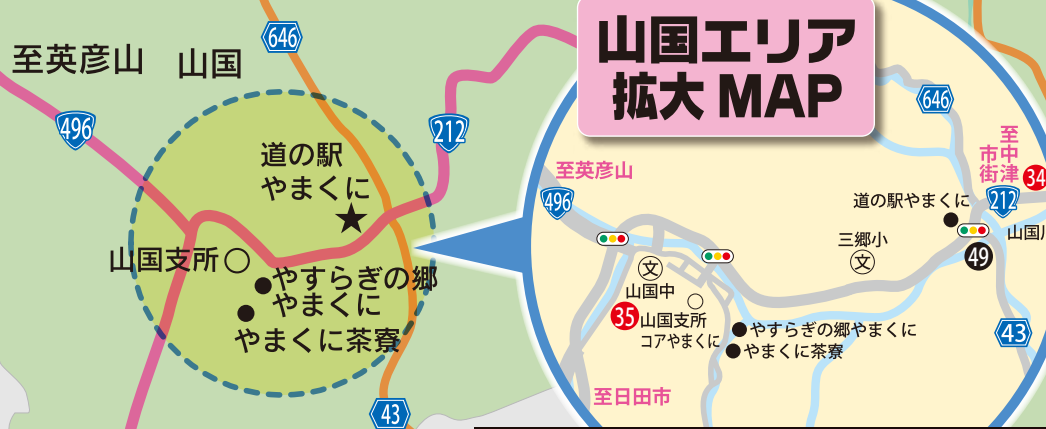 至英彦山
山国
646
496
212
道の駅
やまくに
山国支所
やすらぎの郷
やまくに
やまくに茶寮
43
山国エリア
拡大 MAP
646
至中津
市街
34
至英彦山
496
212
道の駅やまくに
山国川
三郷小
文
49
文
山国中
35
山国支所
コアやまくに
やすらぎの郷やまくに
やまくに茶寮
43
至日田市